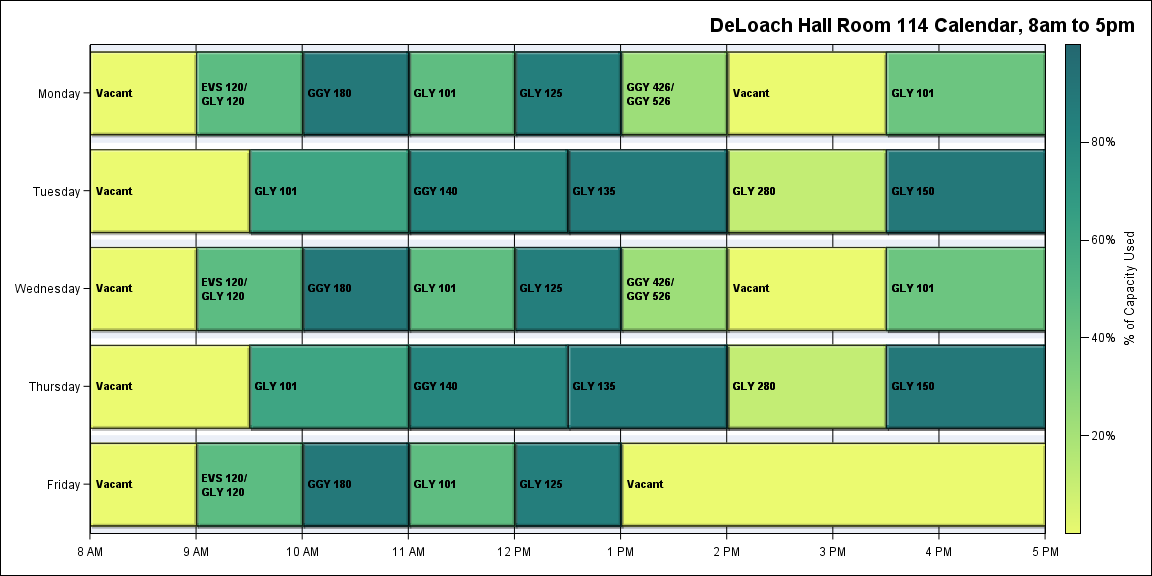 DeLoach Hall Room 114 Calendar, 8am to 5pm
Monday
Vacant
EVS 120/
GLY 120
GGY 180
GLY 101
GLY 125
GGY 426/
GGY 526
Vacant
GLY 101
Tuesday
Vacant
GLY 101
GGY 140
GLY 135
GLY 280
GLY 150
Wednesday
Vacant
EVS 120/
GLY 120
GGY 180
GLY 101
GLY 125
GGY 426/
GGY 526
Vacant
GLY 101
Thursday
Vacant
GLY 101
GGY 140
GLY 135
GLY 280
GLY 150
Friday
Vacant
EVS 120/
GLY 120
GGY 180
GLY 101
GLY 125
Vacant
8 AM
9 AM
10 AM
11 AM
12 PM
1 PM
2 PM
3 PM
4 PM
5 PM
80%
60%
40%
20%
% of Capacity Used